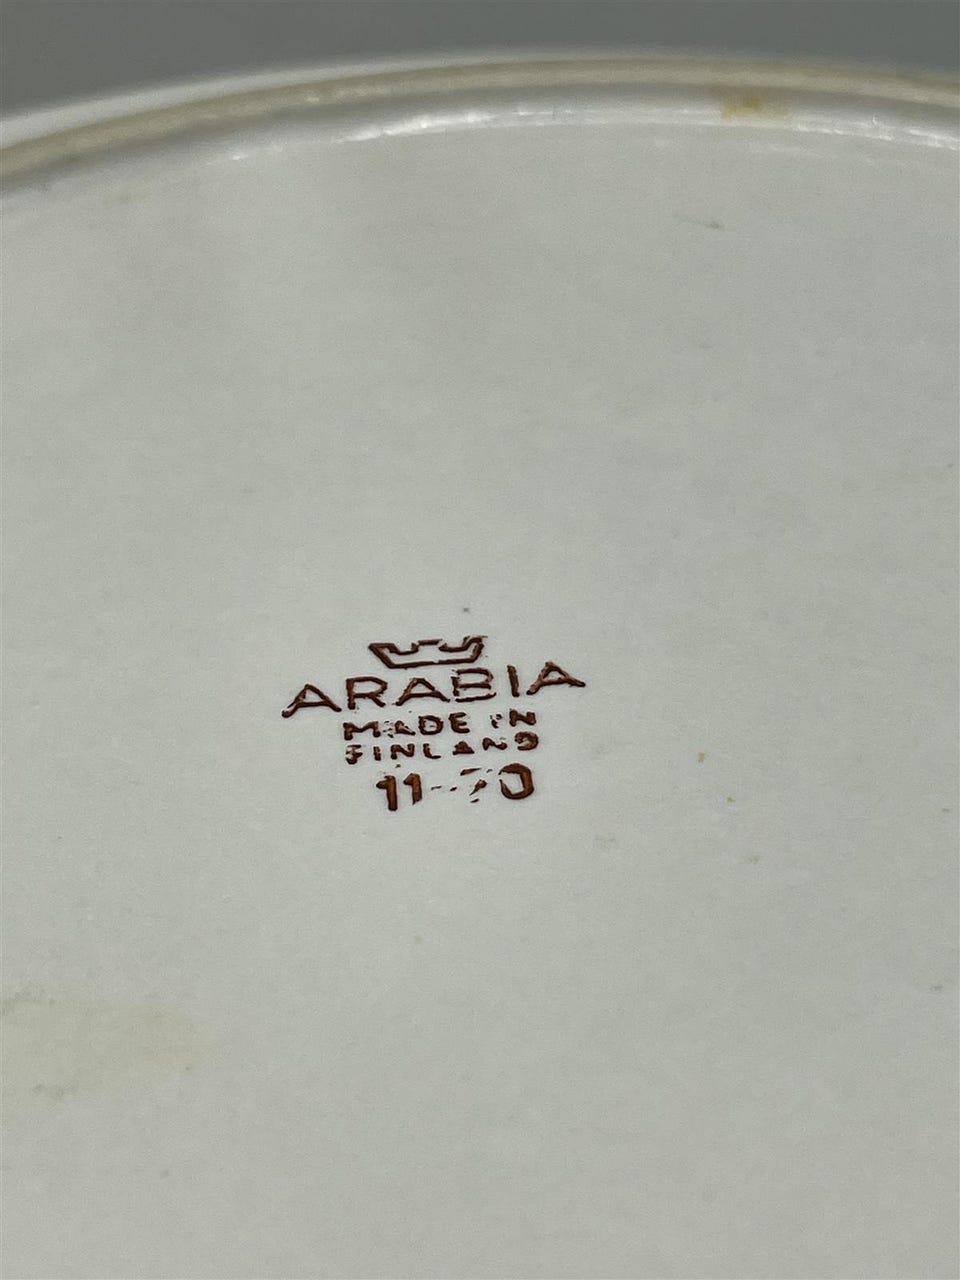 ARABIA
MADE IN
FINLAND
11-70